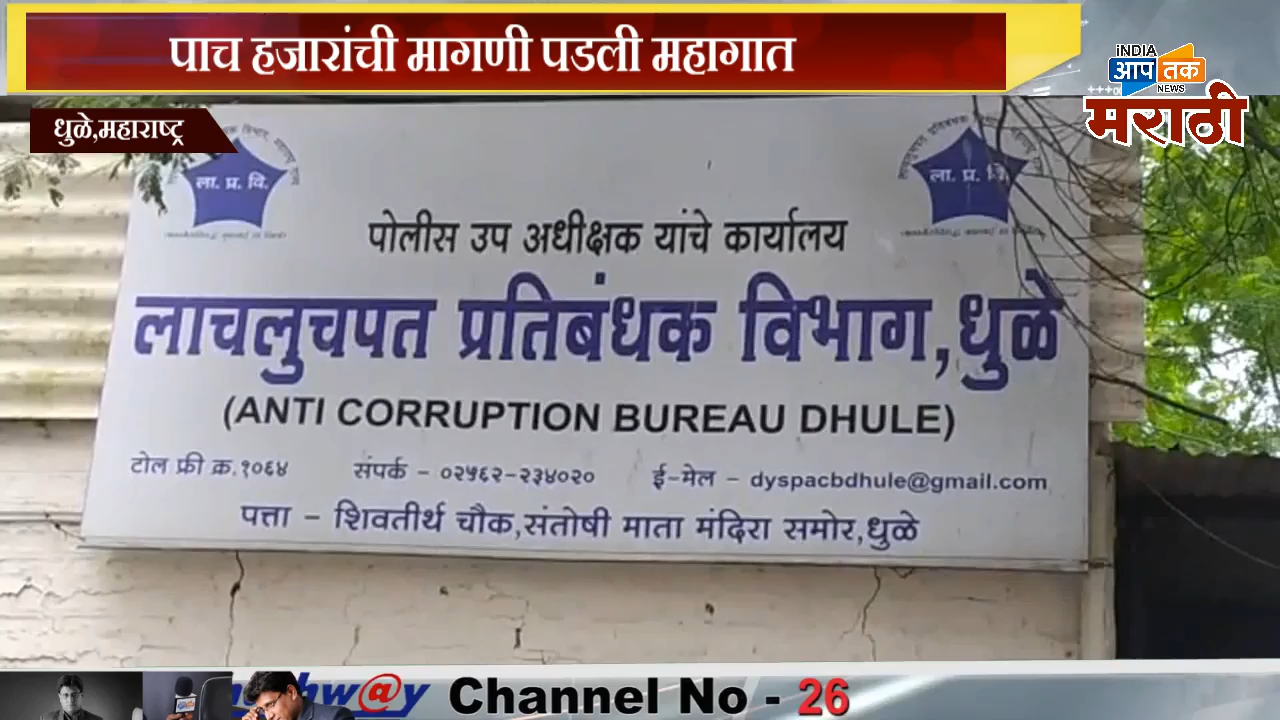 पाच हजारांची मागणी पडली महागात
INDIA
आप तक
NEWS
मराठी
धुळे,महाराष्ट्र
ला. प्र. वि.
ला. प्र. वि.
पोलीस उप अधीक्षक यांचे कार्यालय
लाचलुचपत प्रतिबंधक विभाग,धुळे
(ANTI CORRUPTION BUREAU DHULE)
टोल फ्री क्र.१०६४ संपर्क - ०२५६२-२३४०२० ई-मेल - dyspacbdhule@gmail.com
पत्ता - शिवतीर्थ चौक,संतोषी माता मंदिरा समोर,धुळे
Channel No - 26